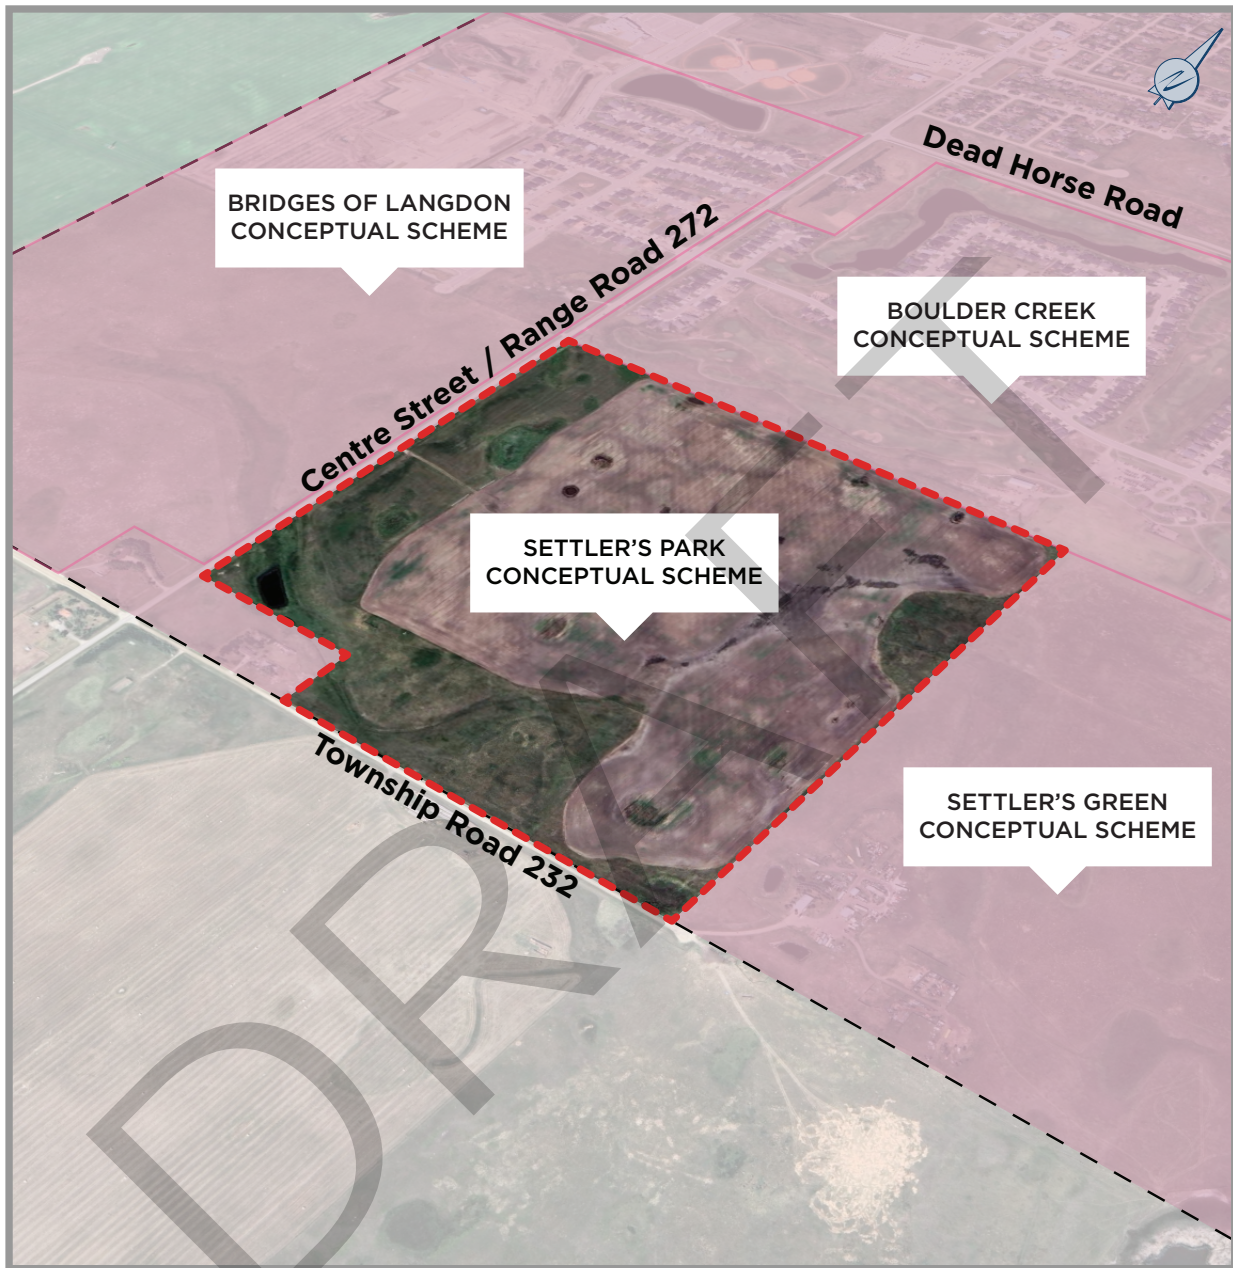 Dead Horse Road
BRIDGES OF LANGDON
CONCEPTUAL SCHEME
Centre Street / Range Road 272
BOULDER CREEK
CONCEPTUAL SCHEME
SETTLER'S PARK
CONCEPTUAL SCHEME
Township Road 232
SETTLER'S GREEN
CONCEPTUAL SCHEME
DRAFT
N